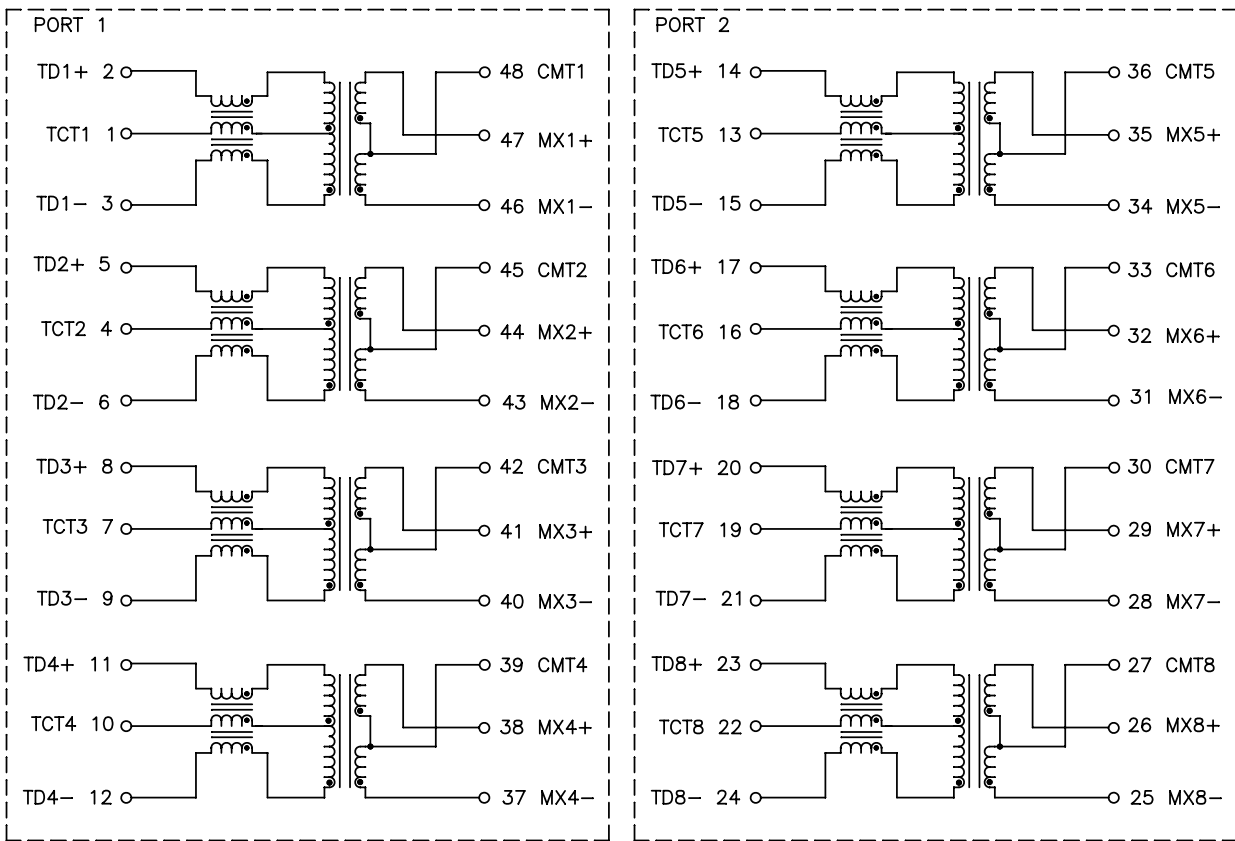 PORT 1
TD1+ 2
48 CMT1
TCT1 1
47 MX1+
TD1- 3
46 MX1-
TD2+ 5
45 CMT2
TCT2 4
44 MX2+
TD2- 6
43 MX2-
TD3+ 8
42 CMT3
TCT3 7
41 MX3+
TD3- 9
40 MX3-
TD4+ 11
39 CMT4
TCT4 10
38 MX4+
TD4- 12
37 MX4-
PORT 2
TD5+ 14
36 CMT5
TCT5 13
35 MX5+
TD5- 15
34 MX5-
TD6+ 17
33 CMT6
TCT6 16
32 MX6+
TD6- 18
31 MX6-
TD7+ 20
30 CMT7
TCT7 19
29 MX7+
TD7- 21
28 MX7-
TD8+ 23
27 CMT8
TCT8 22
26 MX8+
TD8- 24
25 MX8-